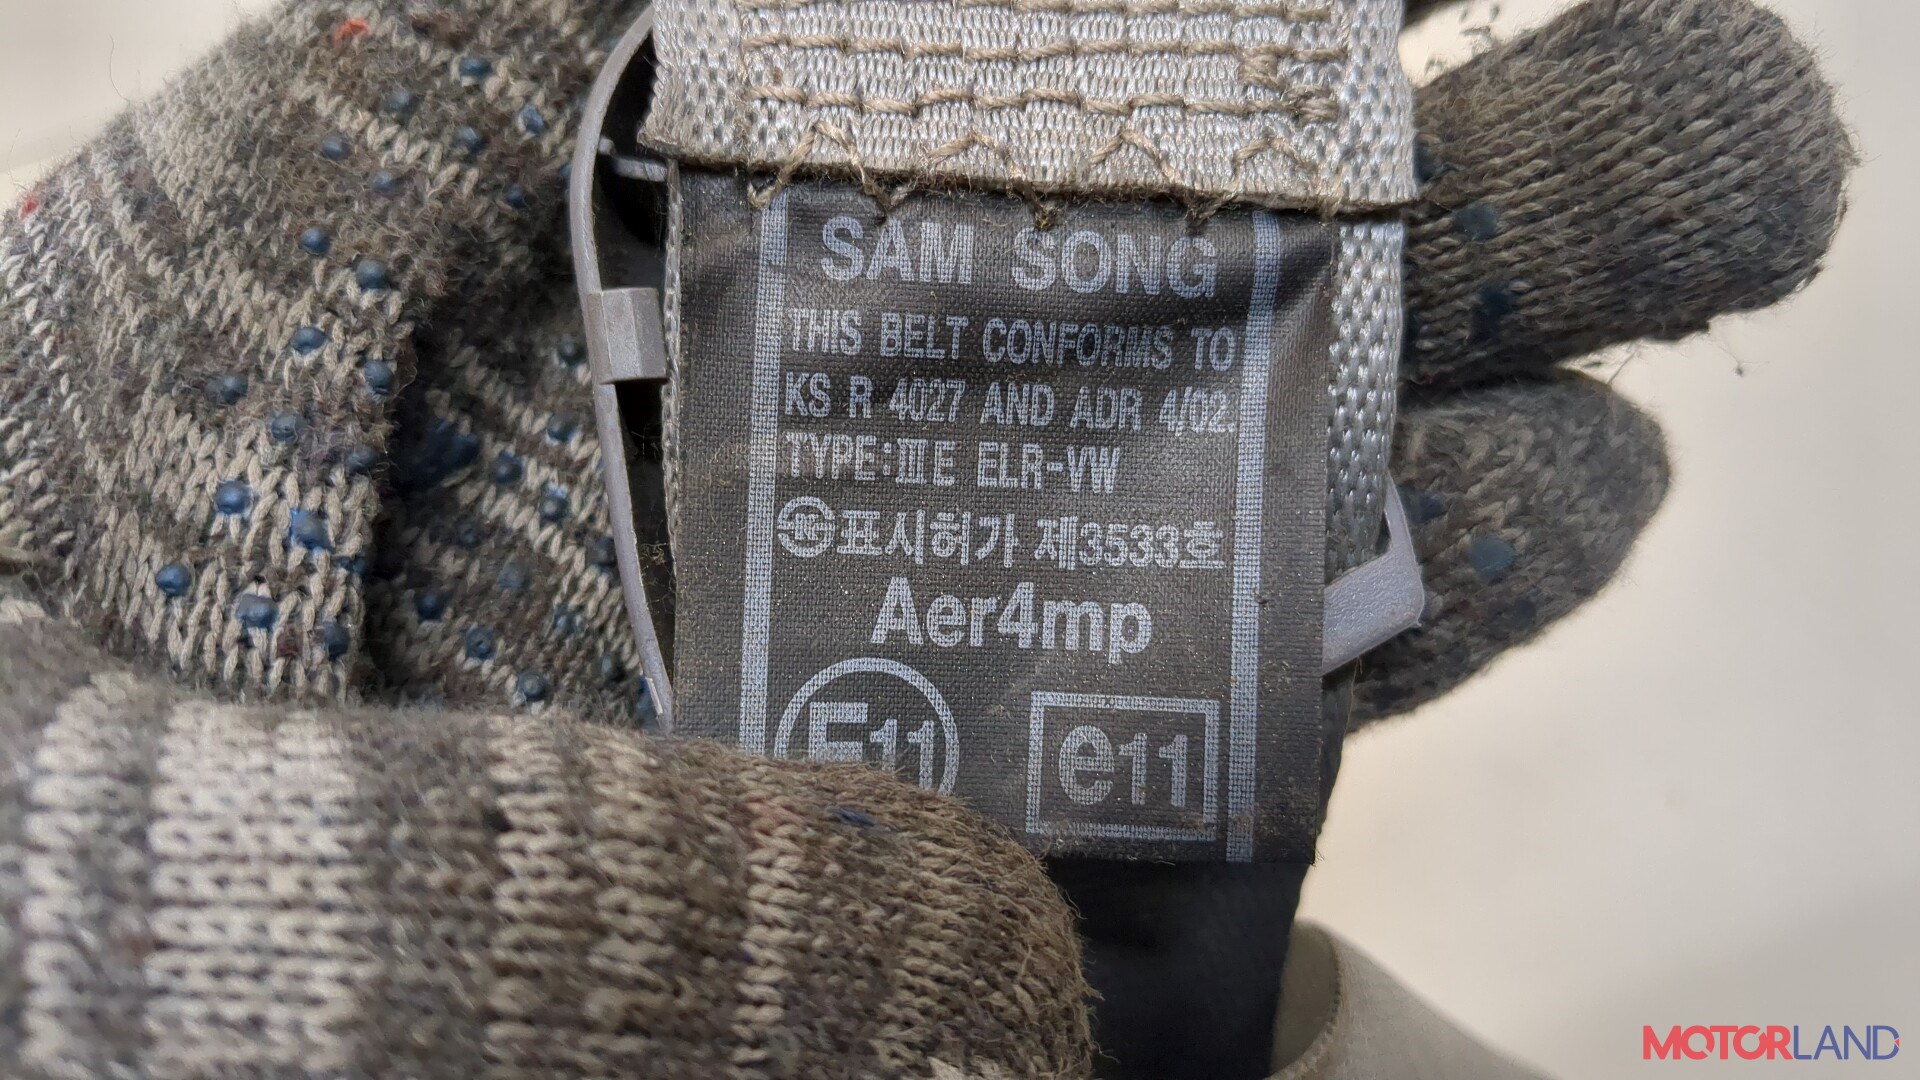 SAM SONG
THIS BELT CONFORMS TO
KS R 4027 AND ADR 4/02.
TYPE:ⅢE ELR-VW
㉿표시허가 제3533호
Aer4mp
E11 e11
MOTORLAND